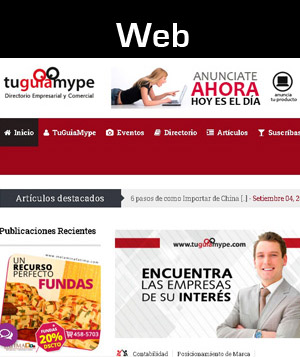 Web
tuguiamype
Directorio Empresarial y Comercial
ANUNCIATE
AHORA
HOY ES EL DÍA
anuncia
tu producto
Inicio
TuGuiaMype
Eventos
Directorio
Artículos
Suscribas
Artículos destacados
6 pasos de como Importar de China [..] - Setiembre 04, 2
Publicaciones Recientes
UN
RECURSO
PERFECTO
FUNDAS
FUNDAS
20%
DSCTO
458-5703
www.tuguiamype.com
ENCUENTRA
LAS EMPRESAS
DE SU INTERÉS
Contabilidad | Posicionamiento de Marca